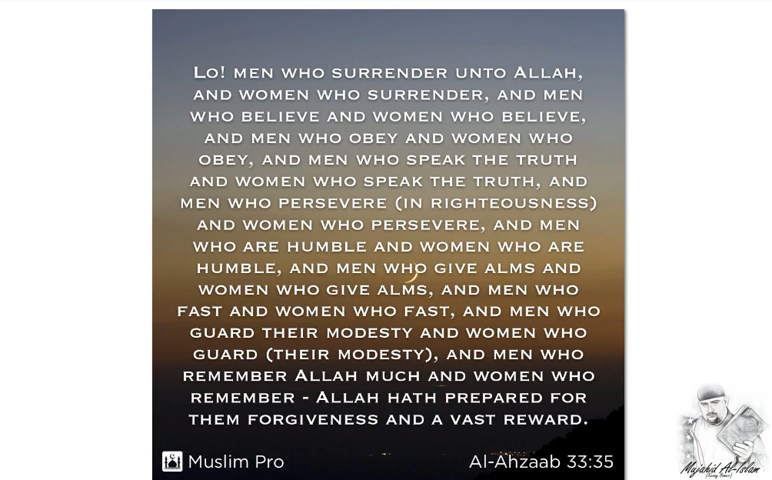 Lo! men who surrender unto Allah,
and women who surrender, and men
who believe and women who believe,
and men who obey and women who
obey, and men who speak the truth
and women who speak the truth, and
men who persevere (in righteousness)
and women who persevere, and men
who are humble and women who are
humble, and men who give alms and
women who give alms, and men who
fast and women who fast, and men who
guard their modesty and women who
guard (their modesty), and men who
remember Allah much and women who
remember - Allah hath prepared for
them forgiveness and a vast reward.
Muslim Pro
Al-Ahzaab 33:35
Mujahid Al-Islam